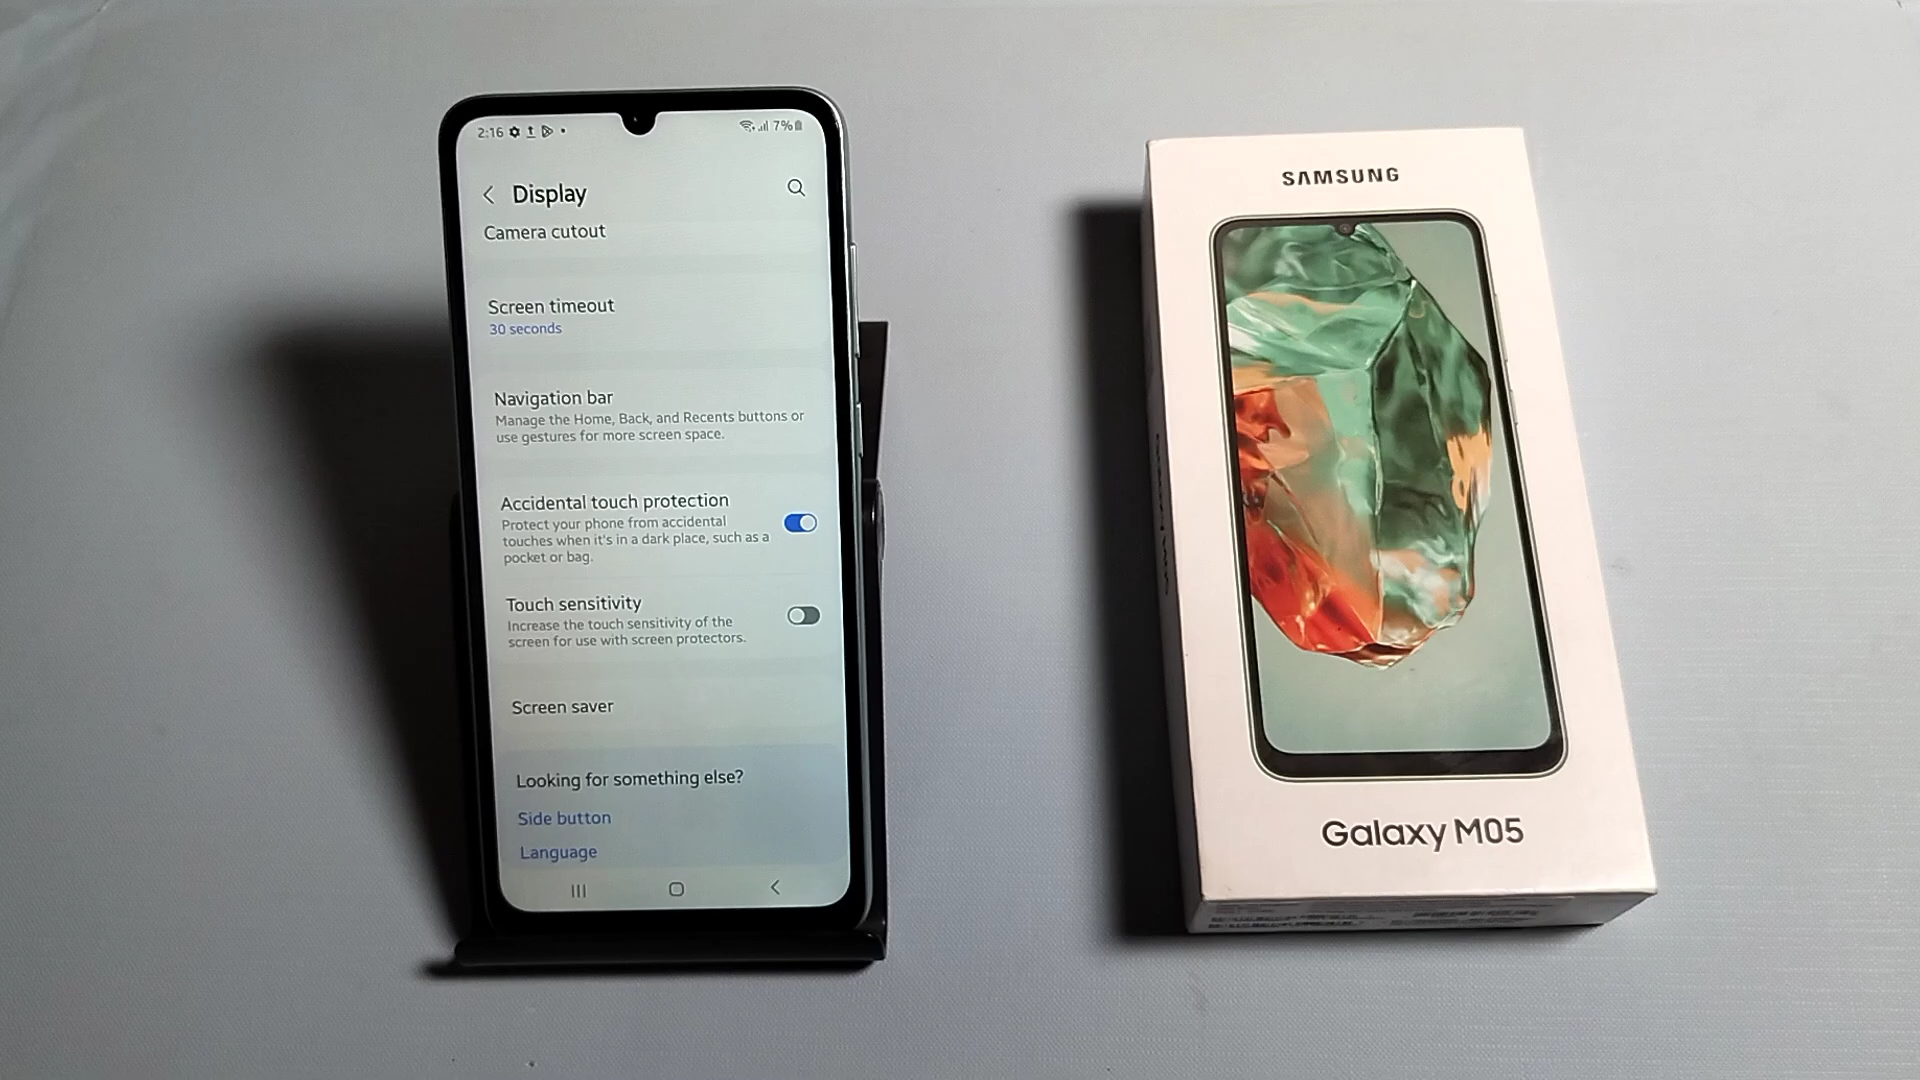 2:16
7%
Display
Camera cutout
Screen timeout
30 seconds
Navigation bar
Manage the Home, Back, and Recents buttons or
use gestures for more screen space.
Accidental touch protection
Protect your phone from accidental
touches when it's in a dark place, such as a
pocket or bag.
Touch sensitivity
Increase the touch sensitivity of the
screen for use with screen protectors.
Screen saver
Looking for something else?
Side button
Language
SAMSUNG
Galaxy M05